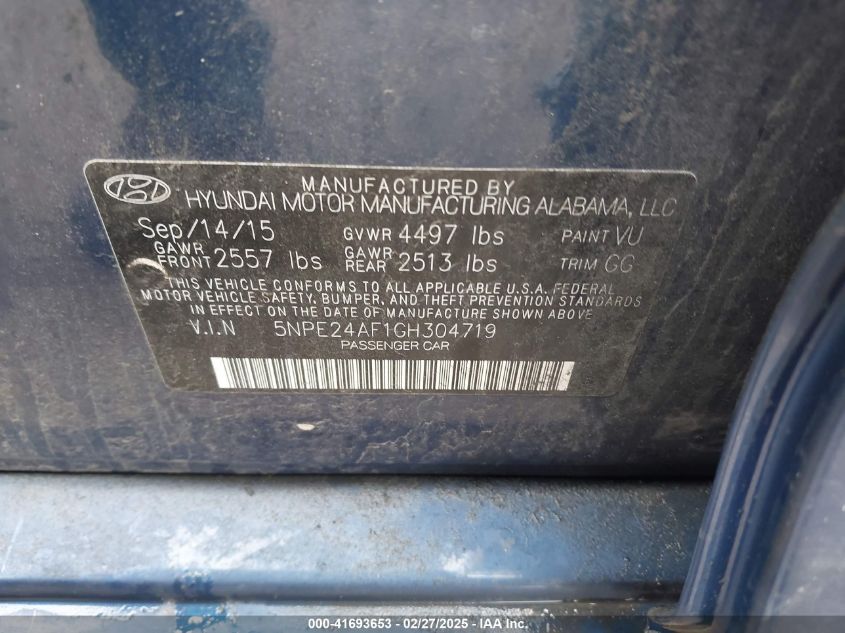 MANUFACTURED BY
HYUNDAI MOTOR MANUFACTURING ALABAMA, LLC
Sep/14/15 GVWR 4497 lbs PAINT VU
GAWR FRONT 2557 lbs GAWR REAR 2513 lbs TRIM GG
THIS VEHICLE CONFORMS TO ALL APPLICABLE U.S.A. FEDERAL
MOTOR VEHICLE SAFETY, BUMPER, AND THEFT PREVENTION STANDARDS
IN EFFECT ON THE DATE OF MANUFACTURE SHOWN ABOVE
V.I.N 5NPE24AF1GH304719
PASSENGER CAR
000-41693653 - 02/27/2025 - IAA Inc.